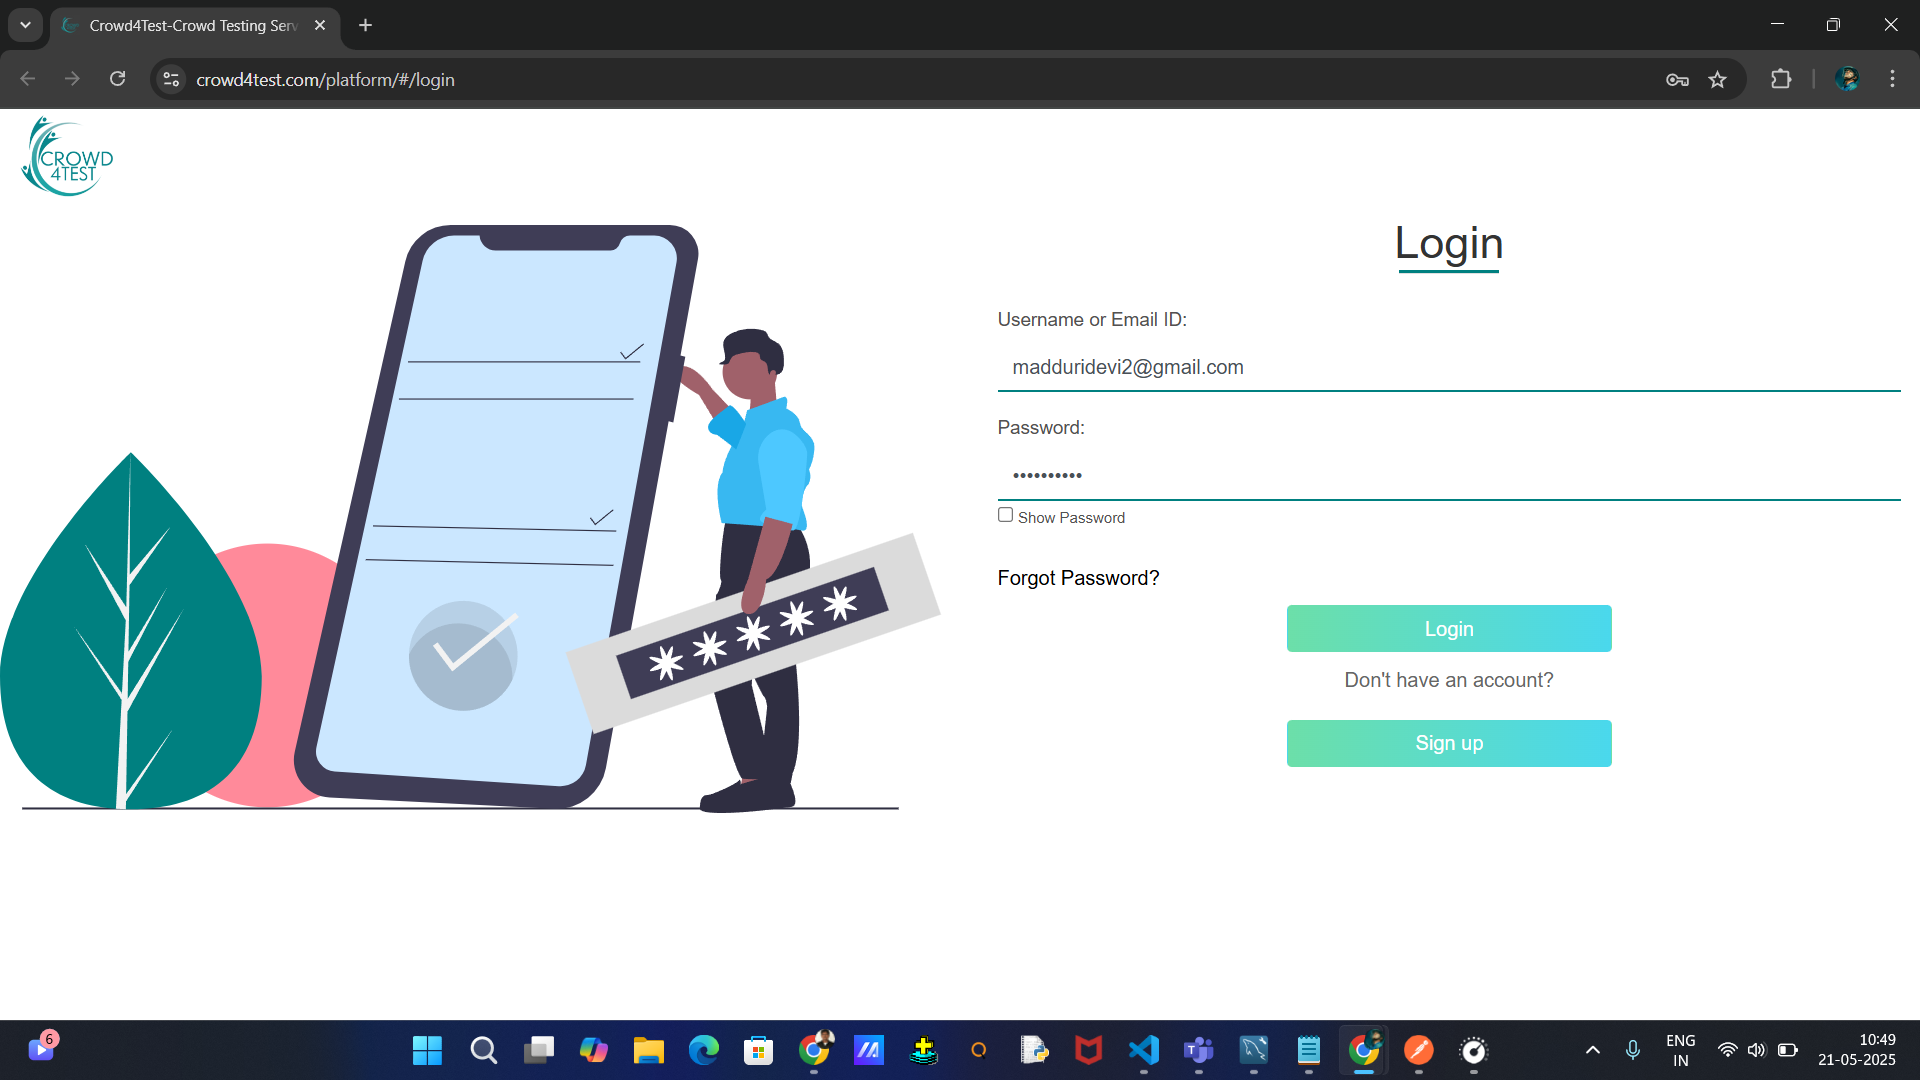 Crowd4Test-Crowd Testing Serv
crowd4test.com/platform/#/login
CROWD
4TEST
Login
Username or Email ID:
madduridevi2@gmail.com
Password:
••••••••••
Show Password
Forgot Password?
Login
Don't have an account?
Sign up
6
ENG
IN
10:49
21-05-2025